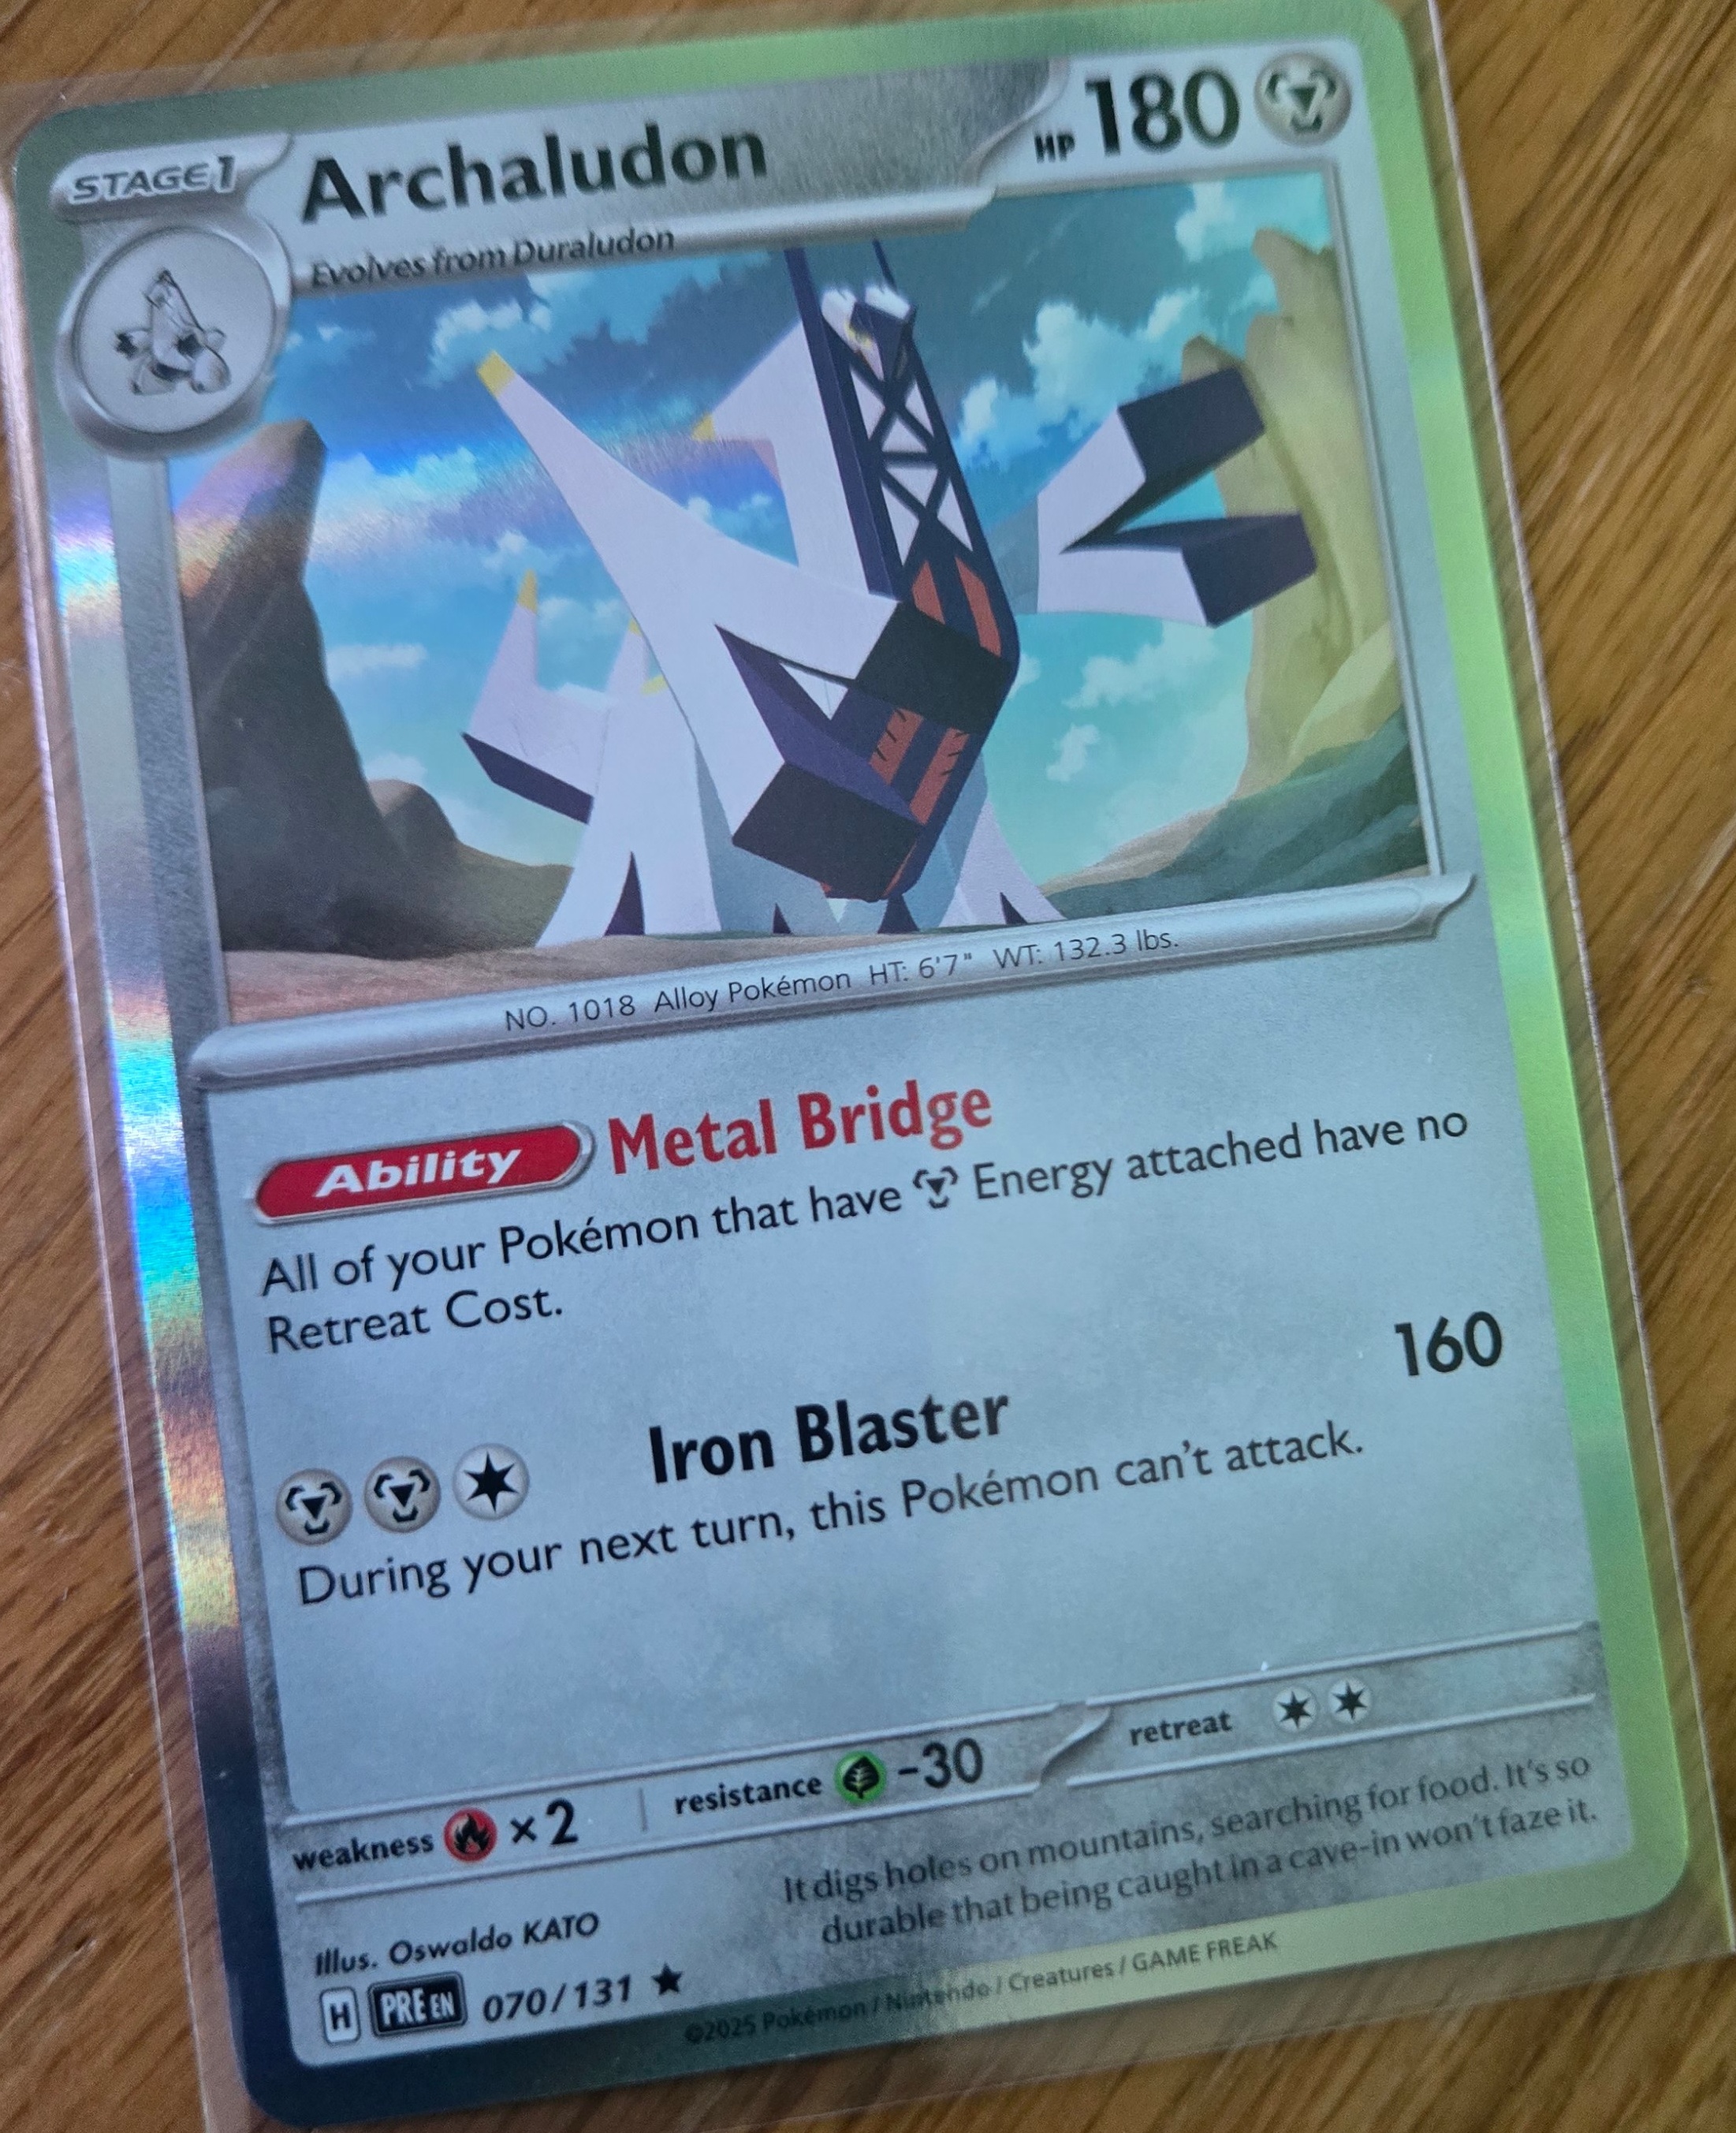 STAGE1 Archaludon HP 180
Evolves from Duraludon
NO. 1018 Alloy Pokémon HT: 6'7" WT: 132.3 lbs.
Ability Metal Bridge
All of your Pokémon that have Energy attached have no
Retreat Cost.
Iron Blaster 160
During your next turn, this Pokémon can't attack.
weakness ×2 resistance -30 retreat
It digs holes on mountains, searching for food. It's so
durable that being caught in a cave-in won't faze it.
Illus. Oswaldo KATO
H PRE EN 070/131
©2025 Pokémon / Nintendo / Creatures / GAME FREAK